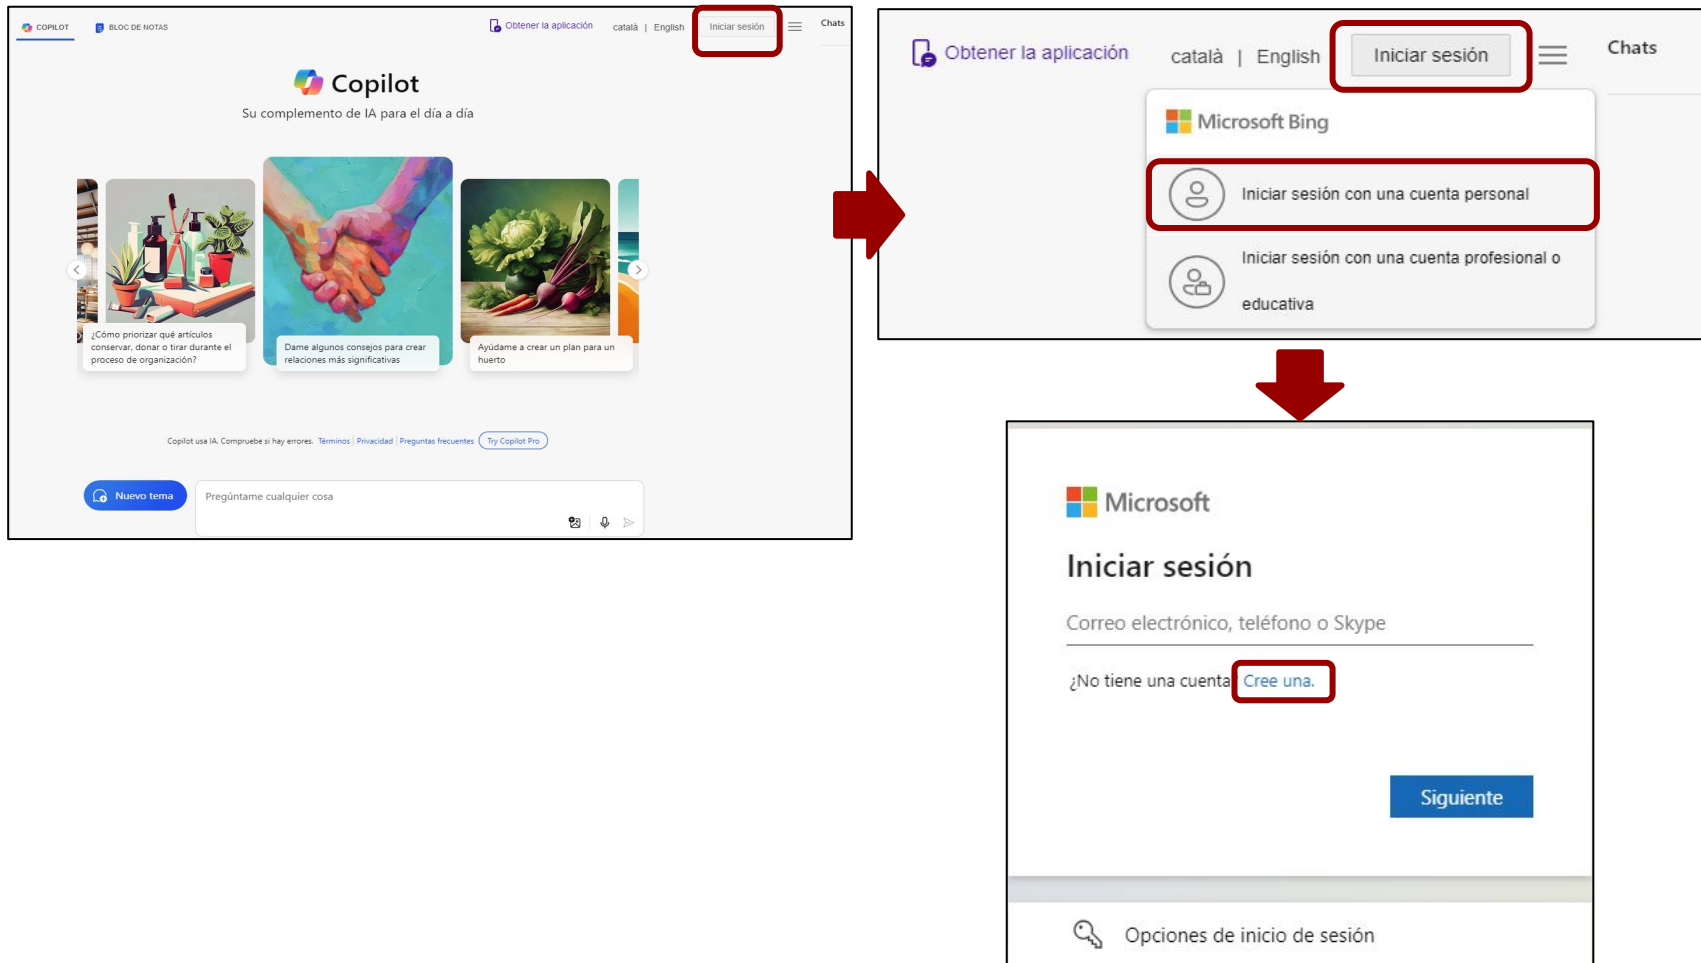 COPILOT
BLOC DE NOTAS
Obtener la aplicación
català | English
Iniciar sesión
Chats
Copilot
Su complemento de IA para el día a día
¿Cómo priorizar qué artículos
conservar, donar o tirar durante el
proceso de organización?
Dame algunos consejos para crear
relaciones más significativas
Ayúdame a crear un plan para un
huerto
Copilot usa IA. Compruebe si hay errores. Términos | Privacidad | Preguntas frecuentes Try Copilot Pro
Nuevo tema
Pregúntame cualquier cosa
Obtener la aplicación
català | English
Iniciar sesión
Chats
Microsoft Bing
Iniciar sesión con una cuenta personal
Iniciar sesión con una cuenta profesional o
educativa
Microsoft
Iniciar sesión
Correo electrónico, teléfono o Skype
¿No tiene una cuenta? Cree una.
Siguiente
Opciones de inicio de sesión